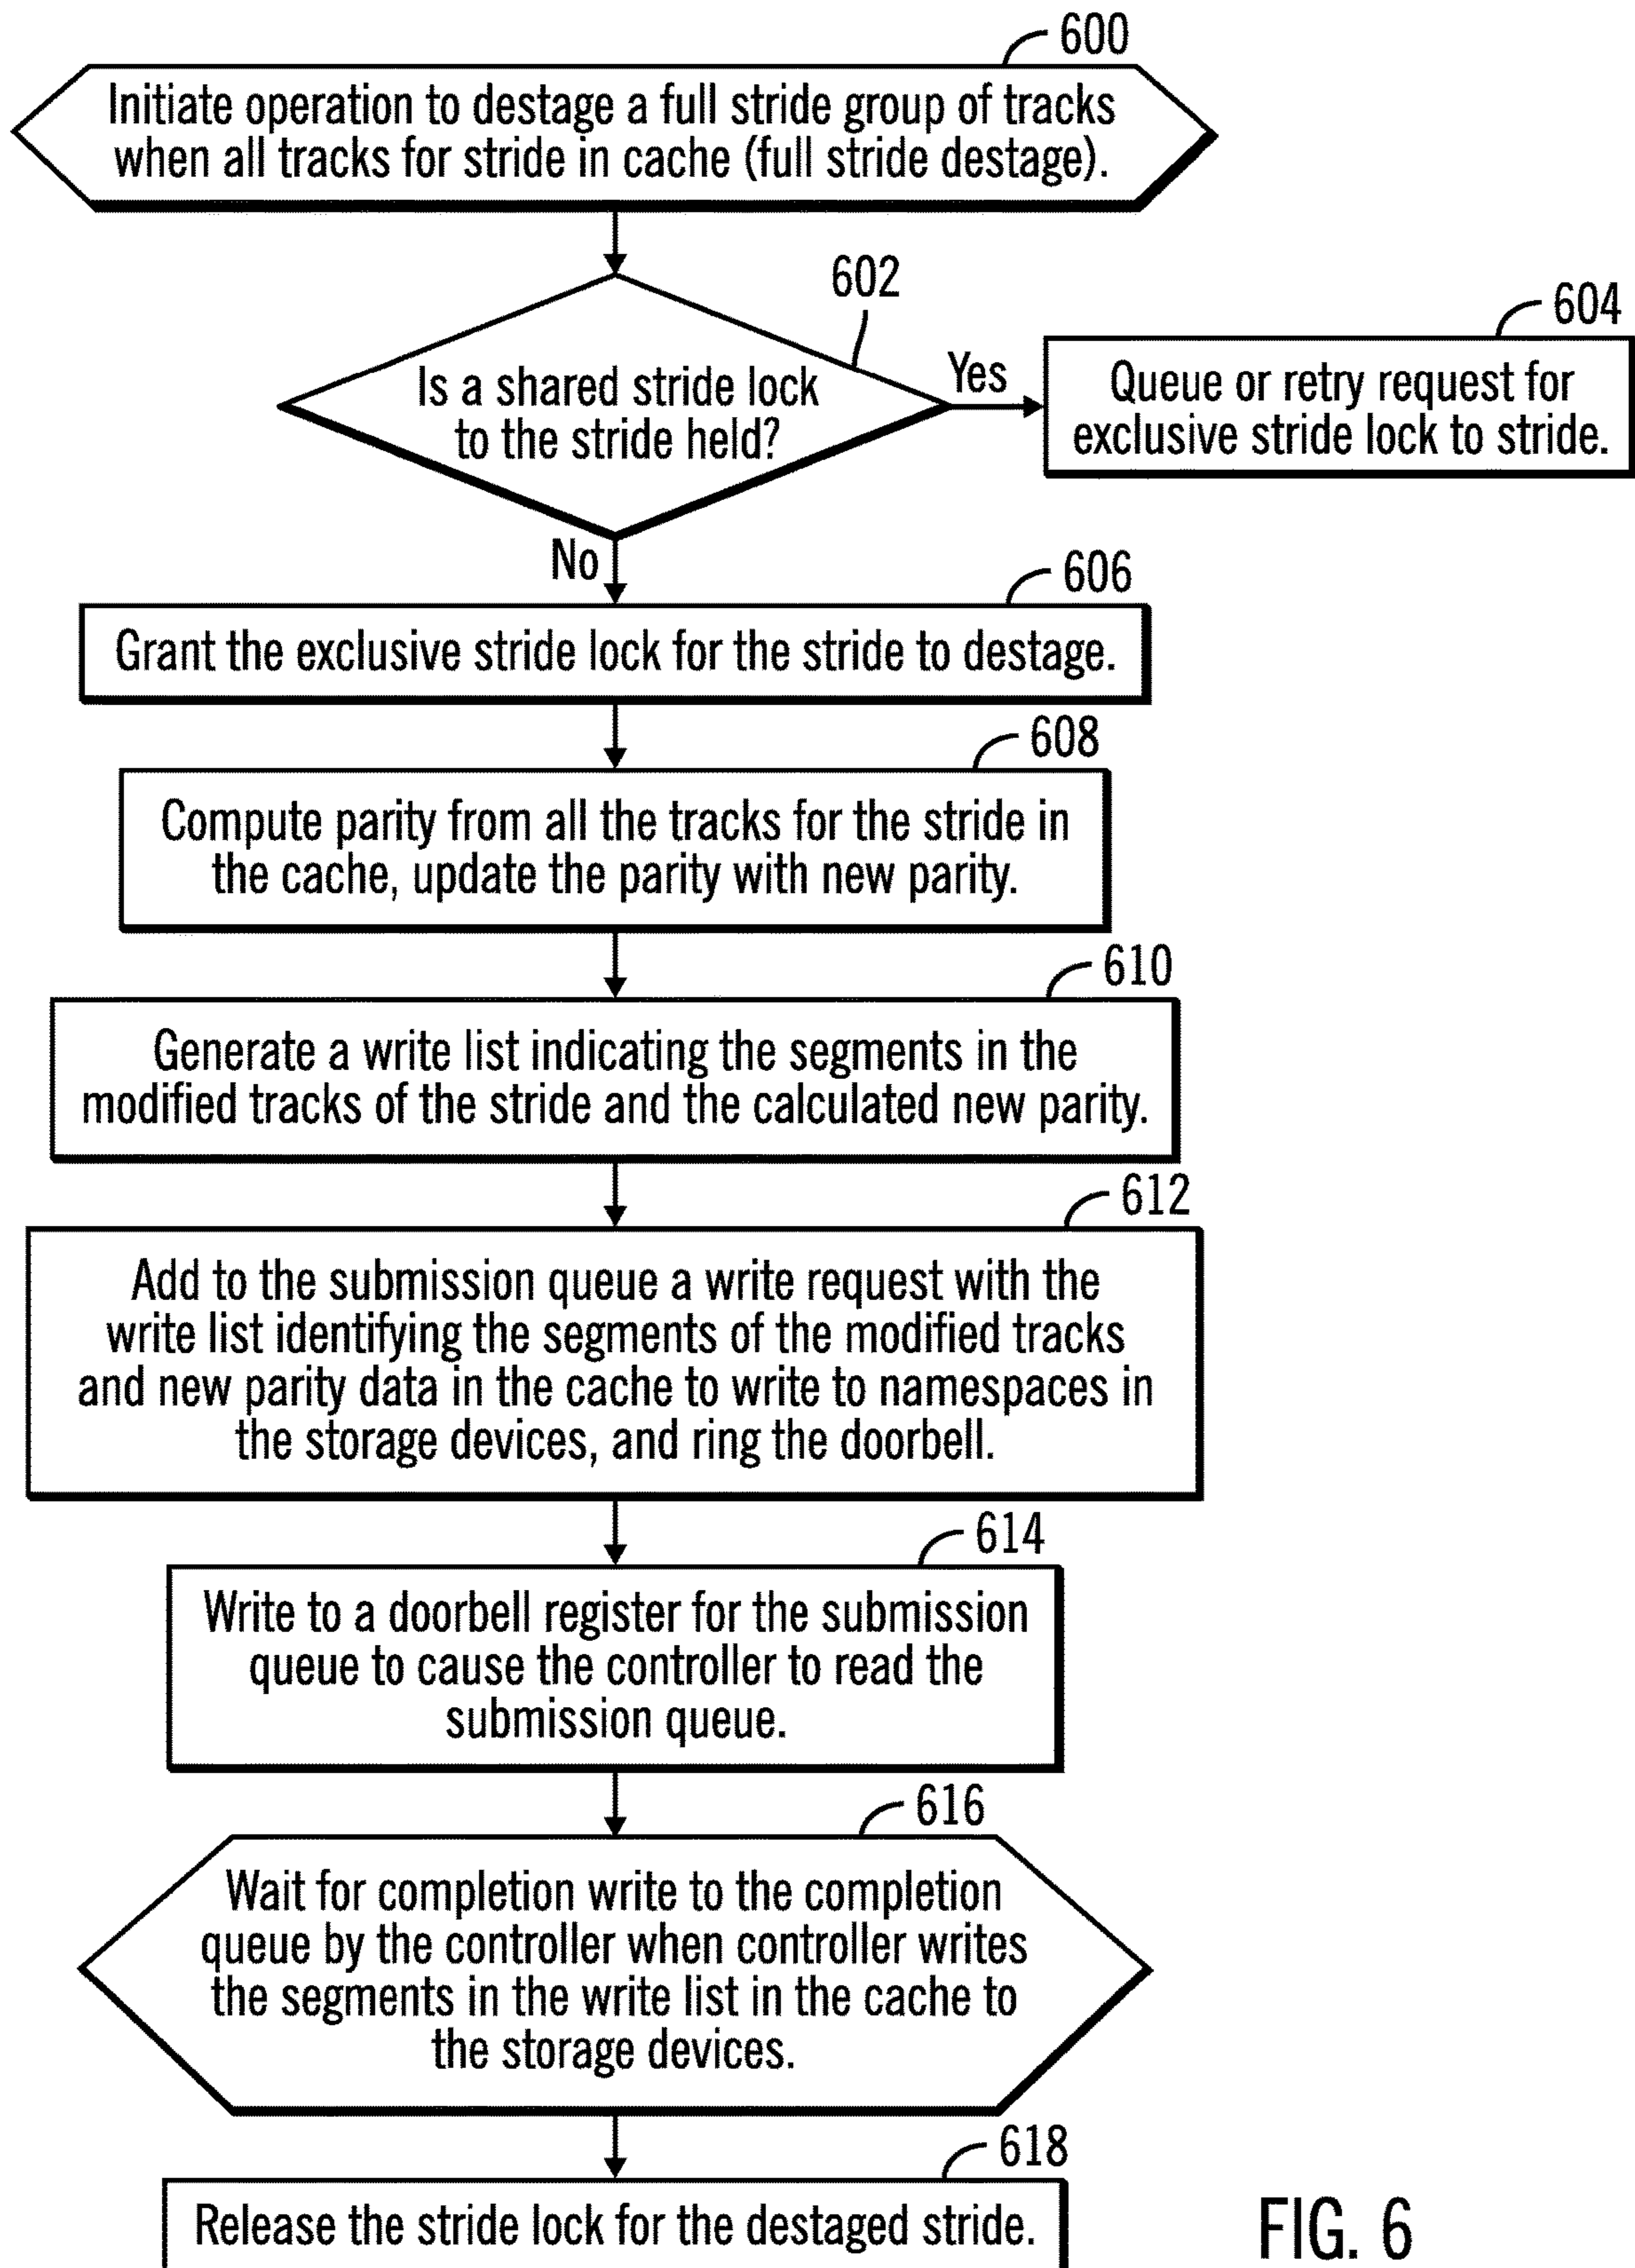 600
Initiate operation to destage a full stride group of tracks
when all tracks for stride in cache (full stride destage).
602
Is a shared stride lock
to the stride held?
Yes
604
Queue or retry request for
exclusive stride lock to stride.
No
606
Grant the exclusive stride lock for the stride to destage.
608
Compute parity from all the tracks for the stride in
the cache, update the parity with new parity.
610
Generate a write list indicating the segments in the
modified tracks of the stride and the calculated new parity.
612
Add to the submission queue a write request with the
write list identifying the segments of the modified tracks
and new parity data in the cache to write to namespaces in
the storage devices, and ring the doorbell.
614
Write to a doorbell register for the submission
queue to cause the controller to read the
submission queue.
616
Wait for completion write to the completion
queue by the controller when controller writes
the segments in the write list in the cache to
the storage devices.
618
Release the stride lock for the destaged stride.
FIG. 6